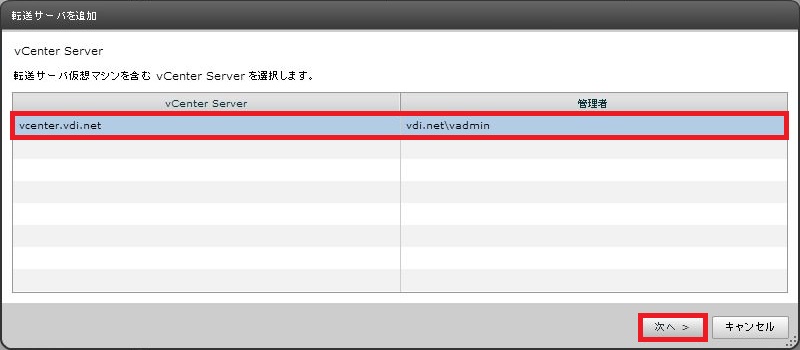 転送サーバを追加
vCenter Server
転送サーバ仮想マシンを含む vCenter Server を選択します。
vCenter Server 管理者
vcenter.vdi.net vdi.net\vadmin
次へ > キャンセル